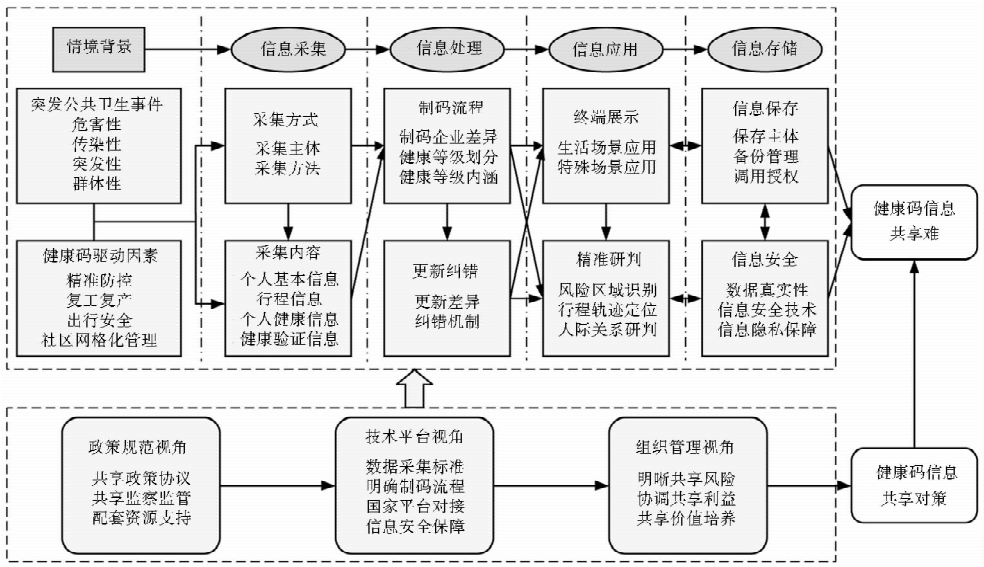 情境背景
信息采集
信息处理
信息应用
信息存储
突发公共卫生事件
危害性
传染性
突发性
群体性
采集方式
采集主体
采集方法
制码流程
制码企业差异
健康等级划分
健康等级内涵
终端展示
生活场景应用
特殊场景应用
信息保存
保存主体
备份管理
调用授权
健康码信息
共享难
健康码驱动因素
精准防控
复工复产
出行安全
社区网格化管理
采集内容
个人基本信息
行程信息
个人健康信息
健康验证信息
更新纠错
更新差异
纠错机制
精准研判
风险区域识别
行程轨迹定位
人际关系研判
信息安全
数据真实性
信息安全技术
信息隐私保障
政策规范视角
共享政策协议
共享监察监管
配套资源支持
技术平台视角
数据采集标准
明确制码流程
国家平台对接
信息安全保障
组织管理视角
明晰共享风险
协调共享利益
共享价值培养
健康码信息
共享对策